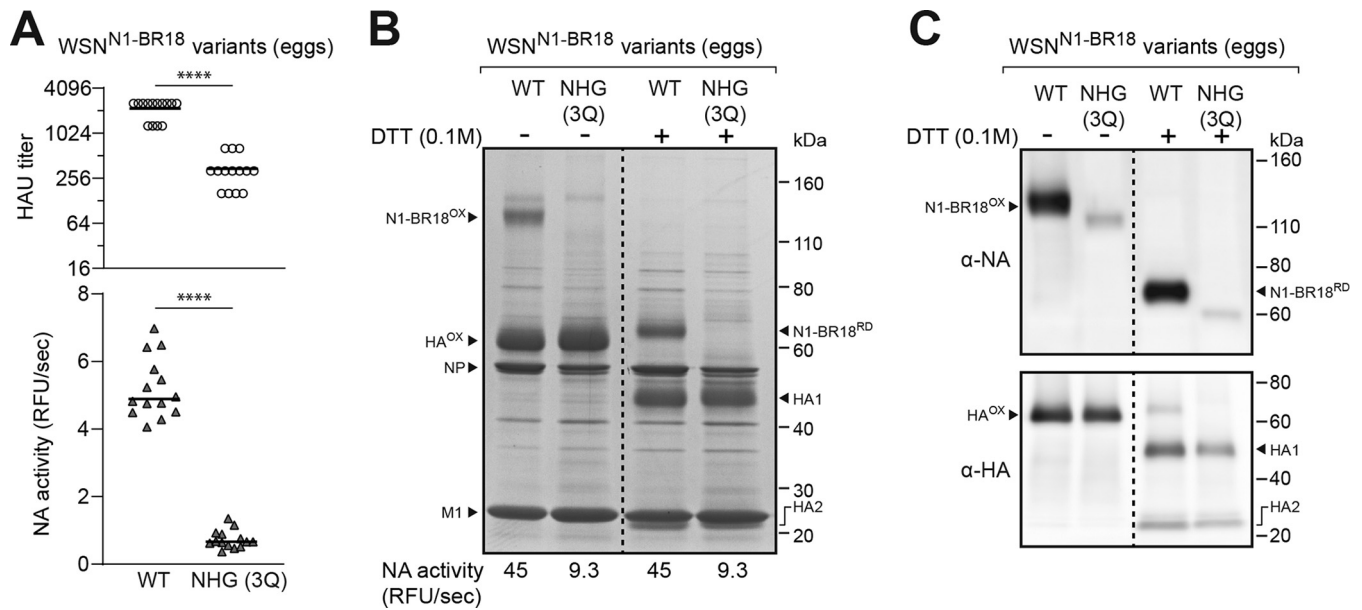 A
WSN^N1-BR18 variants (eggs)
****
4096
1024
256
64
16
HAU titer
****
8
6
4
2
0
NA activity (RFU/sec)
WT NHG (3Q)
B
WSN^N1-BR18 variants (eggs)
WT NHG (3Q) WT NHG (3Q)
DTT (0.1M) - - + + kDa
N1-BR18^OX
HA^OX
NP
M1
160
110
80
N1-BR18^RD
60
HA1
40
30
HA2
20
NA activity (RFU/sec) 45 9.3 45 9.3
C
WSN^N1-BR18 variants (eggs)
WT NHG (3Q) WT NHG (3Q)
DTT (0.1M) - - + + kDa
160
N1-BR18^OX
110
α-NA
80
N1-BR18^RD
60
80
HA^OX
60
HA1
α-HA
40
HA2
20